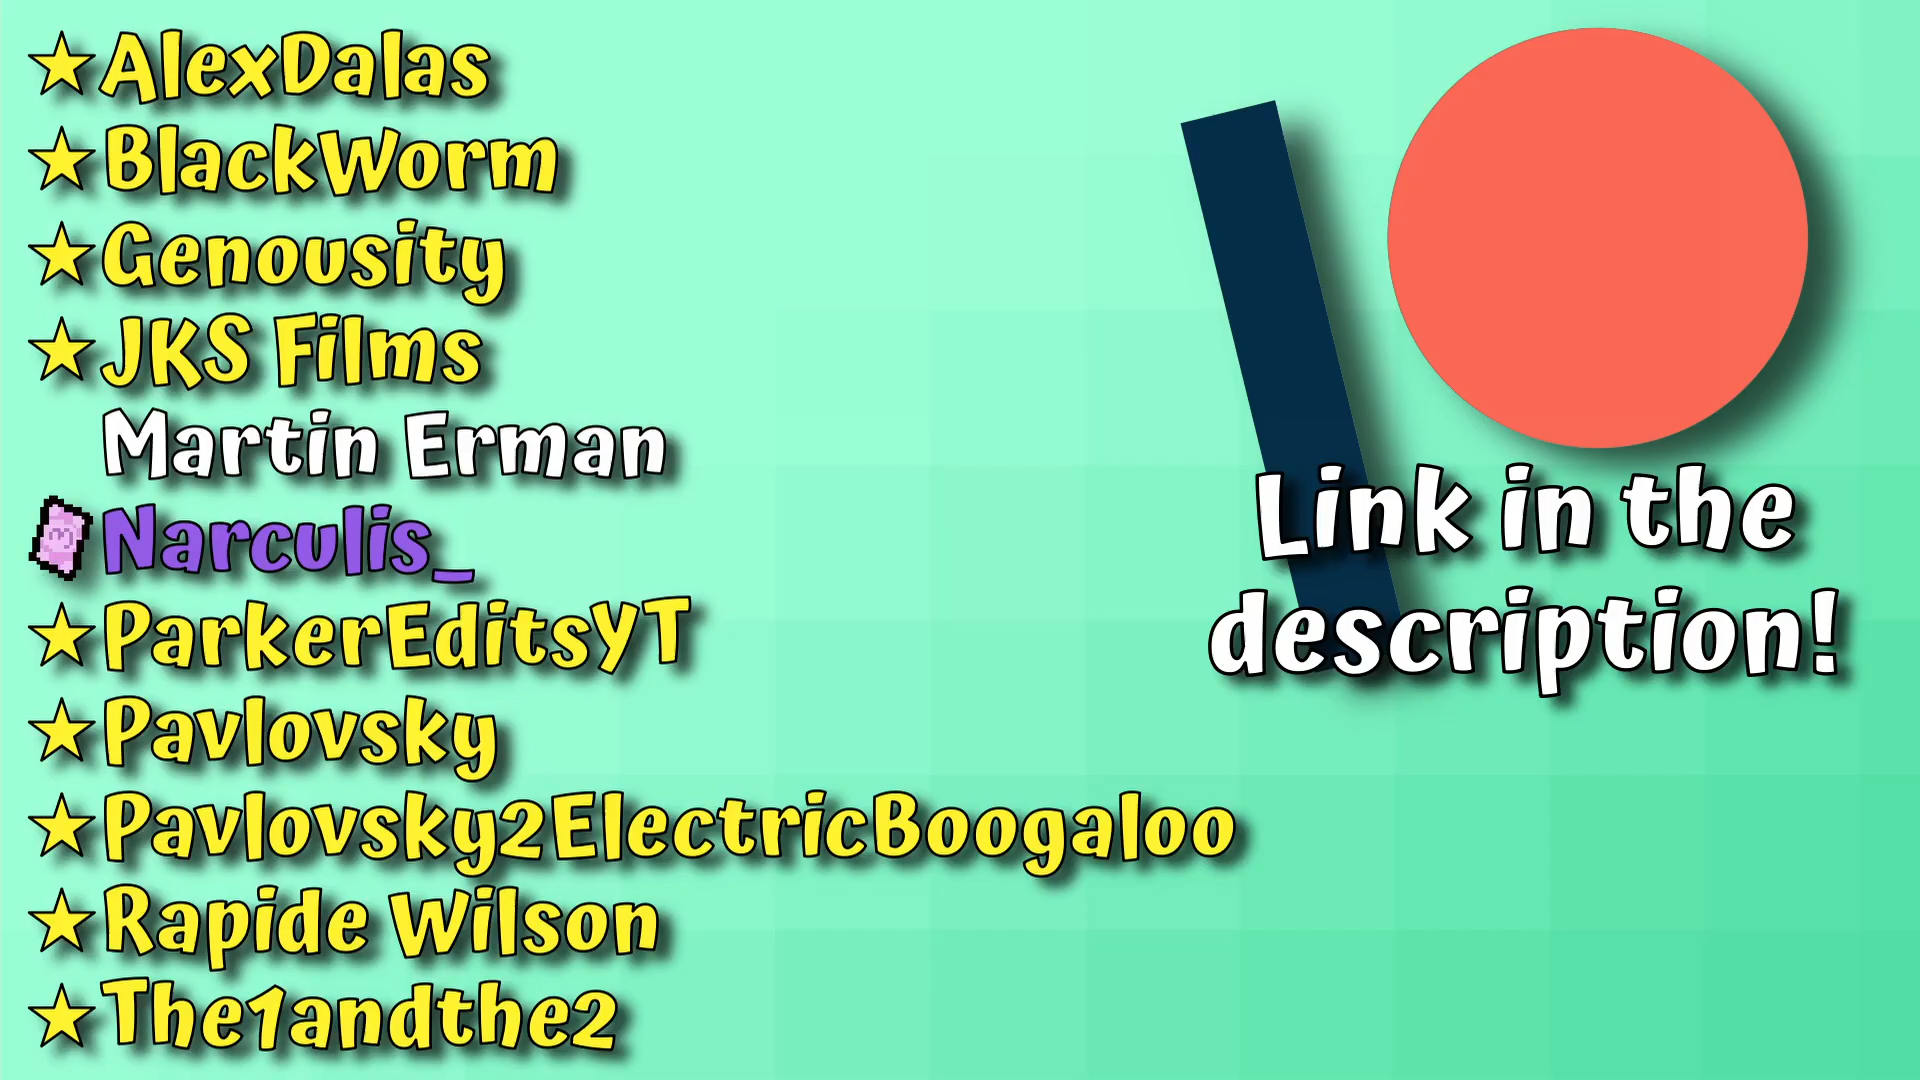 ★AlexDalas
★BlackWorm
★Genousity
★JKS Films
Martin Erman
Narculis_
★ParkerEditsYT
★Pavlovsky
★Pavlovsky2ElectricBoogaloo
★Rapide Wilson
★The1andthe2
Link in the
description!